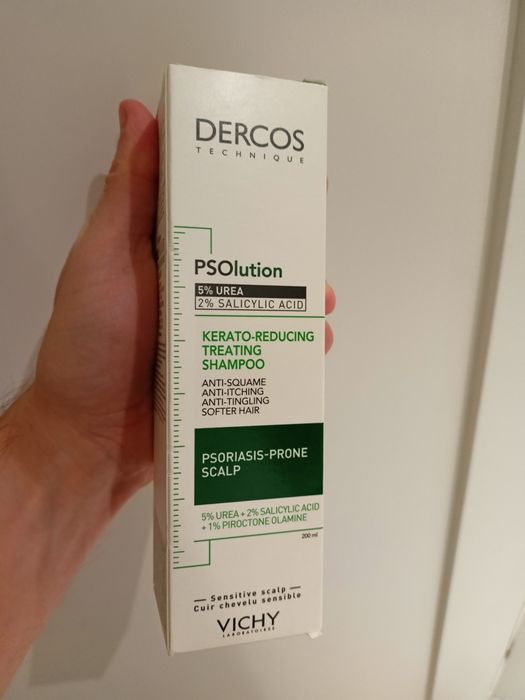 DERCOS
TECHNIQUE
PSOlution
5% UREA
2% SALICYLIC ACID
KERATO-REDUCING
TREATING
SHAMPOO
ANTI-SQUAME
ANTI-ITCHING
ANTI-TINGLING
SOFTER HAIR
PSORIASIS-PRONE
SCALP
5% UREA + 2% SALICYLIC ACID
+ 1% PIROCTONE OLAMINE
200 ml
Sensitive scalp
Cuir chevelu sensible
VICHY
LABORATOIRES